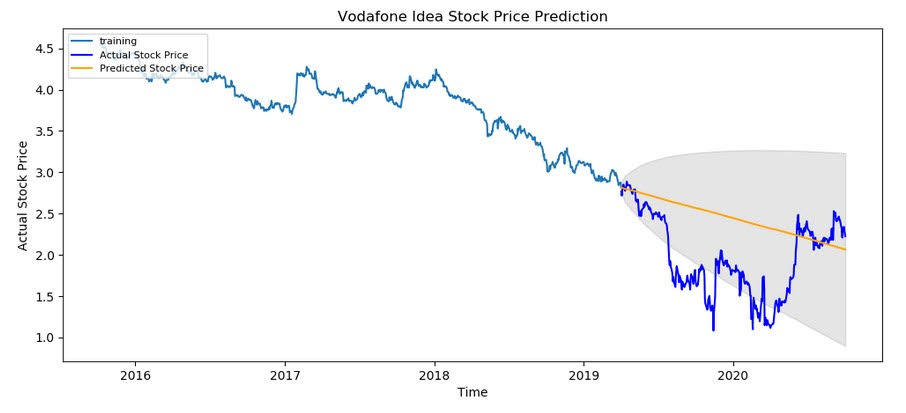 Vodafone Idea Stock Price Prediction
training
Actual Stock Price
Predicted Stock Price
4.5
4.0
3.5
3.0
2.5
2.0
1.5
1.0
Actual Stock Price
2016
2017
2018
2019
2020
Time